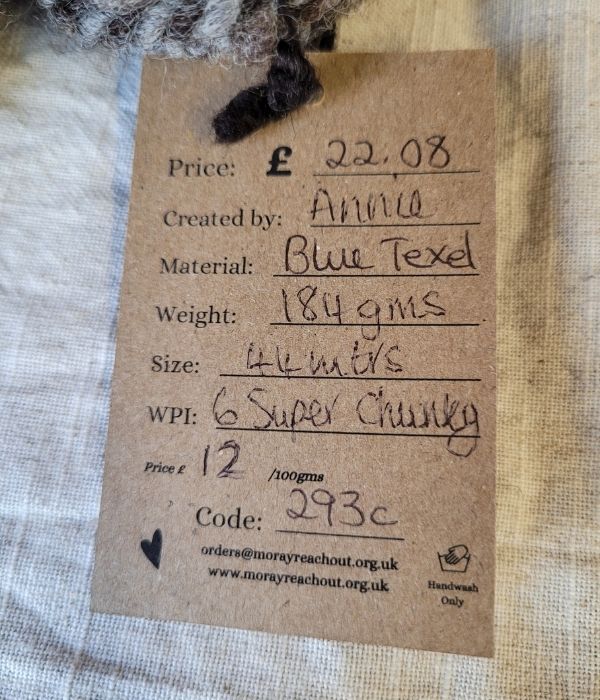 Price: £ 22.08
Created by: Annie
Material: Blue Texel
Weight: 184 gms
Size: 44 mtrs
WPI: 6 Super Chunky
Price £ 12 /100gms
Code: 293c
orders@morayreachout.org.uk
www.morayreachout.org.uk
Handwash
Only